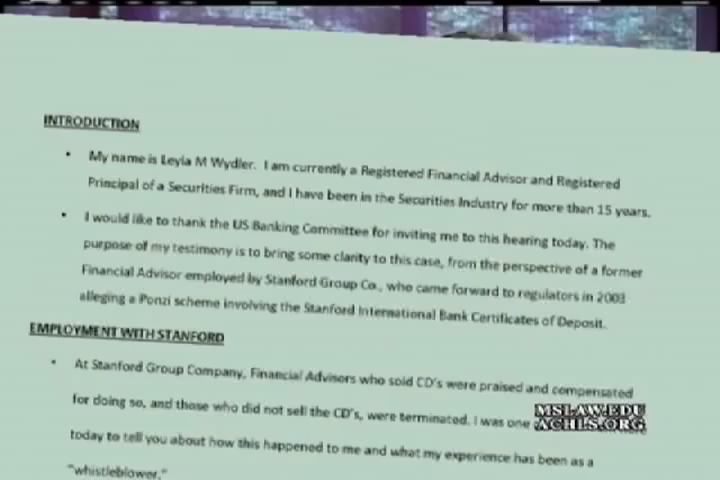 INTRODUCTION
• My name is Leyla M Wydler. I am currently a Registered Financial Advisor and Registered
Principal of a Securities Firm, and I have been in the Securities Industry for more than 15 years.
• I would like to thank the US Banking Committee for inviting me to this hearing today. The
purpose of my testimony is to bring some clarity to this case, from the perspective of a former
Financial Advisor employed by Stanford Group Co., who came forward to regulators in 2003
alleging a Ponzi scheme involving the Stanford International Bank Certificates of Deposit.
EMPLOYMENT WITH STANFORD
• At Stanford Group Company, Financial Advisors who sold CD's were praised and compensated
for doing so, and those who did not sell the CD's, were terminated. I was one
MSLAW.EDU
ACHLS.ORG
today to tell you about how this happened to me and what my experience has been as a
"whistleblower."